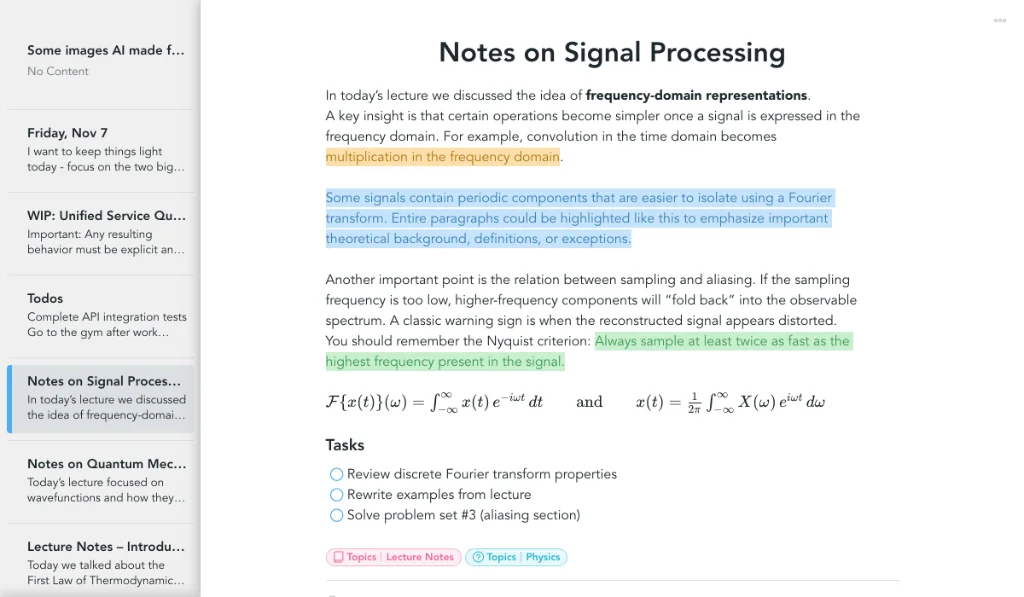 Some images AI made f...
No Content
Friday, Nov 7
I want to keep things light
today - focus on the two big...
WIP: Unified Service Qu...
Important: Any resulting
behavior must be explicit an...
Todos
Complete API integration tests
Go to the gym after work...
Notes on Signal Proces...
In today’s lecture we discussed
the idea of frequency-domai...
Notes on Quantum Mec...
Today’s lecture focused on
wavefunctions and how they...
Lecture Notes – Introdu...
Today we talked about the
First Law of Thermodynamic...
Notes on Signal Processing
In today’s lecture we discussed the idea of frequency-domain representations.
A key insight is that certain operations become simpler once a signal is expressed in the
frequency domain. For example, convolution in the time domain becomes
multiplication in the frequency domain.
Some signals contain periodic components that are easier to isolate using a Fourier
transform. Entire paragraphs could be highlighted like this to emphasize important
theoretical background, definitions, or exceptions.
Another important point is the relation between sampling and aliasing. If the sampling
frequency is too low, higher-frequency components will “fold back” into the observable
spectrum. A classic warning sign is when the reconstructed signal appears distorted.
You should remember the Nyquist criterion: Always sample at least twice as fast as the
highest frequency present in the signal.
ℱ{x(t)}(ω) = ∫_{−∞}^{∞} x(t) e^{−iωt} dt and x(t) = 1/2π ∫_{−∞}^{∞} X(ω) e^{iωt} dω
Tasks
Review discrete Fourier transform properties
Rewrite examples from lecture
Solve problem set #3 (aliasing section)
Topics | Lecture Notes Topics | Physics